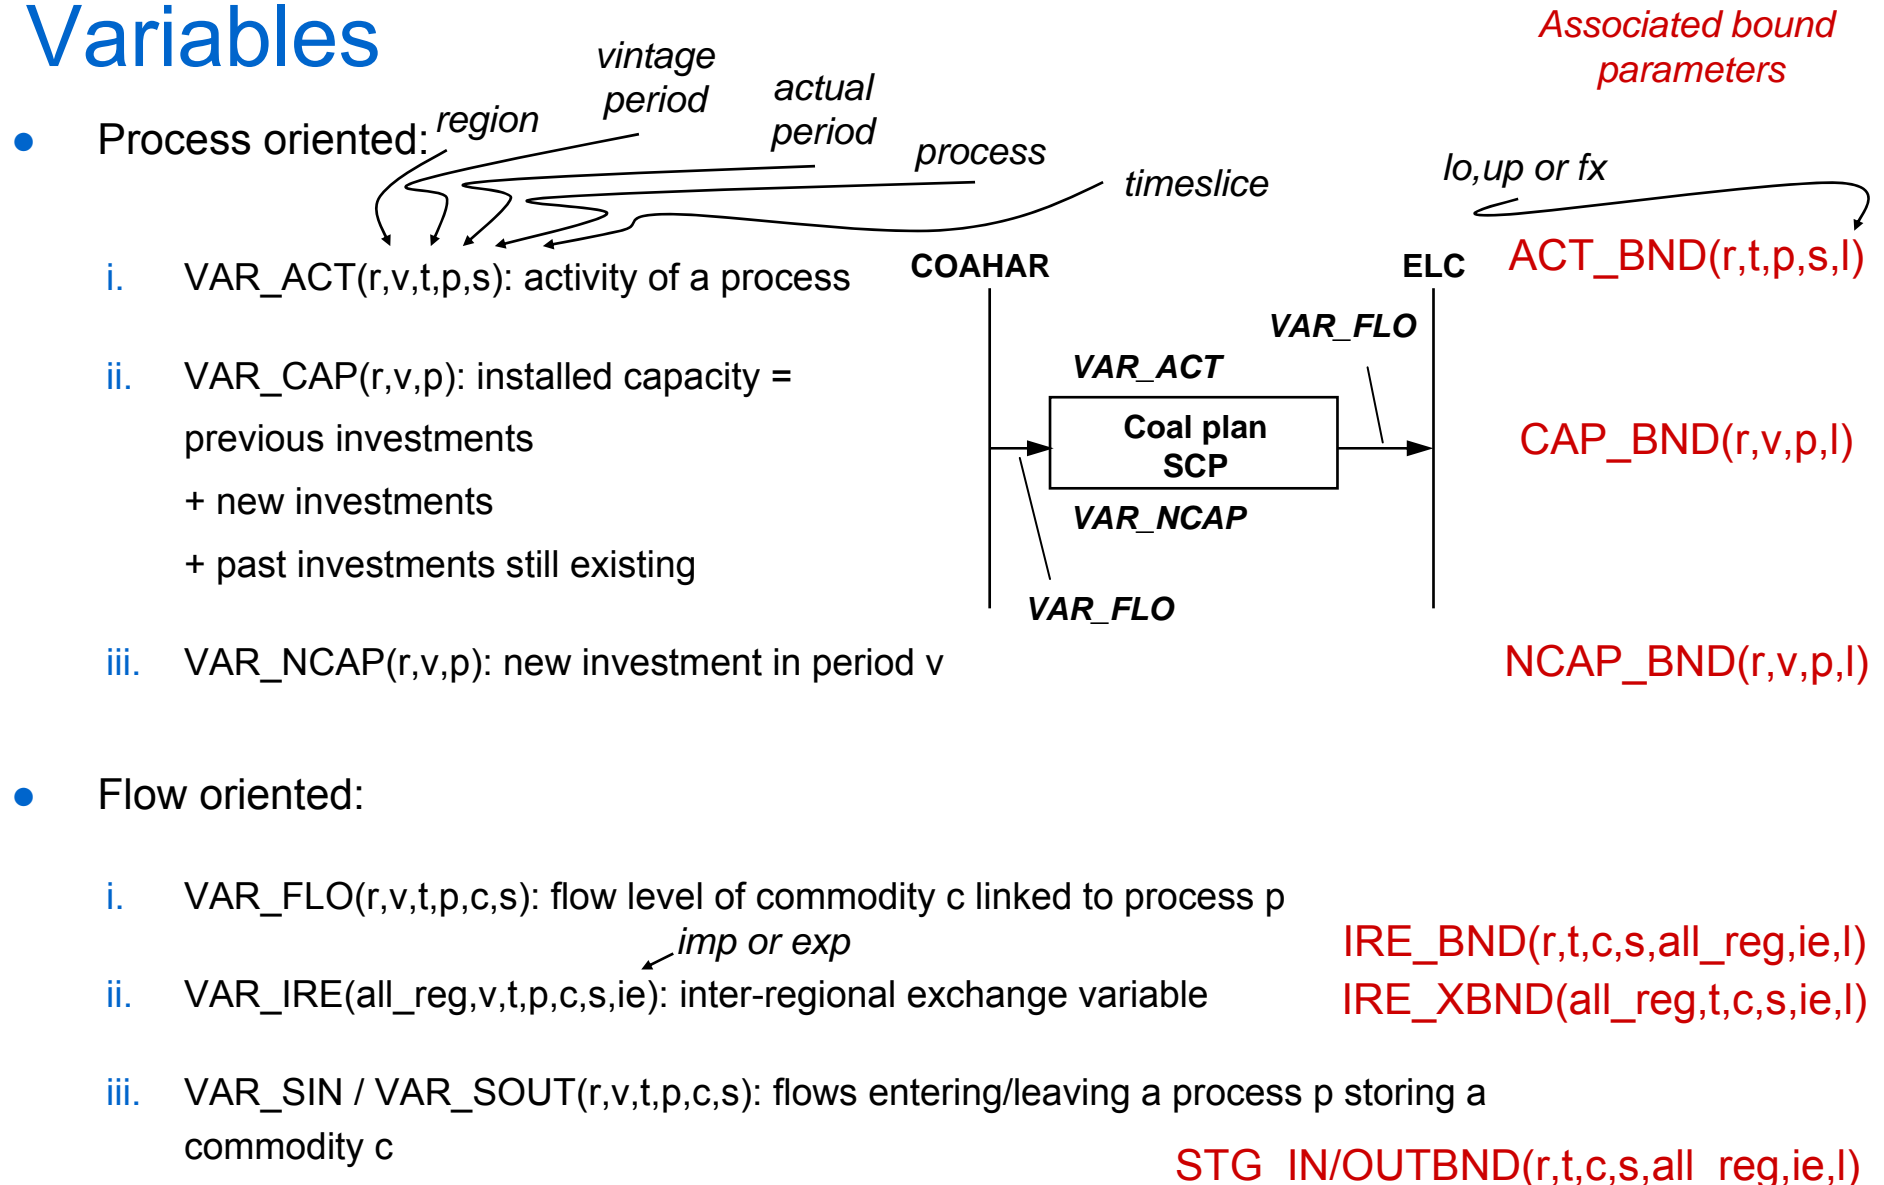 Variables
Associated bound
parameters
vintage
period
actual
period
region
process
timeslice
lo,up or fx
● Process oriented:
i. VAR_ACT(r,v,t,p,s): activity of a process
ACT_BND(r,t,p,s,l)
COAHAR
ELC
VAR_FLO
VAR_ACT
Coal plan
SCP
VAR_NCAP
VAR_FLO
ii. VAR_CAP(r,v,p): installed capacity =
previous investments
+ new investments
+ past investments still existing
CAP_BND(r,v,p,l)
iii. VAR_NCAP(r,v,p): new investment in period v
NCAP_BND(r,v,p,l)
● Flow oriented:
i. VAR_FLO(r,v,t,p,c,s): flow level of commodity c linked to process p
imp or exp
IRE_BND(r,t,c,s,all_reg,ie,l)
ii. VAR_IRE(all_reg,v,t,p,c,s,ie): inter-regional exchange variable
IRE_XBND(all_reg,t,c,s,ie,l)
iii. VAR_SIN / VAR_SOUT(r,v,t,p,c,s): flows entering/leaving a process p storing a
commodity c
STG_IN/OUTBND(r,t,c,s,all_reg,ie,l)